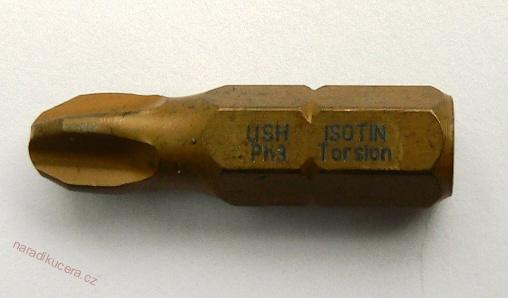 USH ISOTIN
Ph3 Torsion
naradikucera.cz